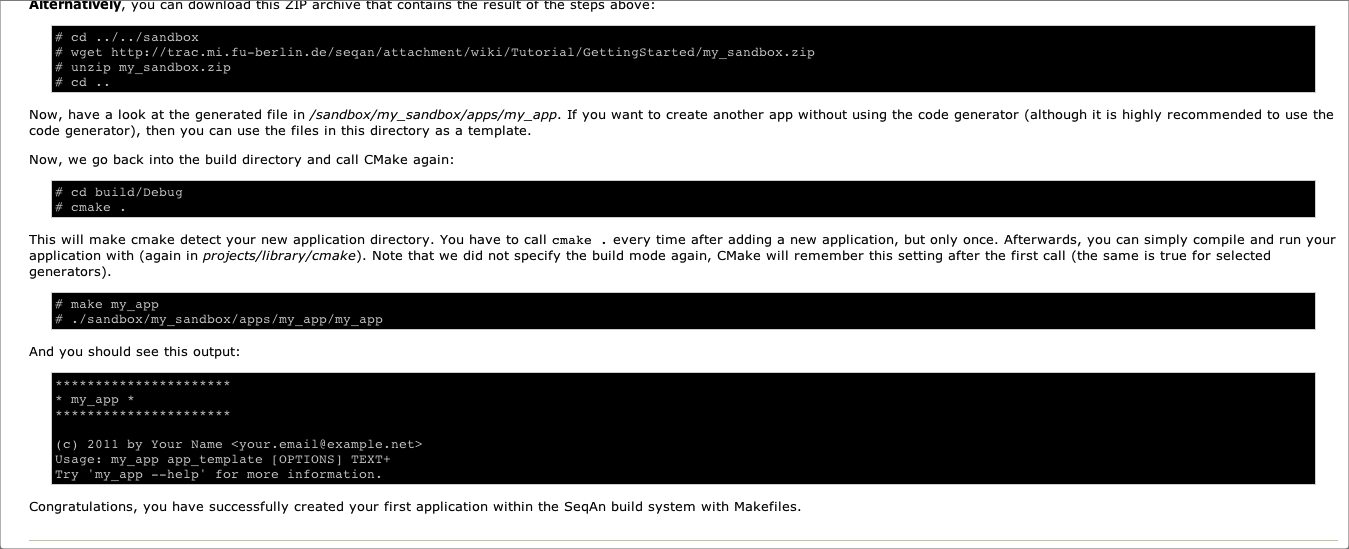 Alternatively, you can download this ZIP archive that contains the result of the steps above:
# cd ../../sandbox
# wget http://trac.mi.fu-berlin.de/seqan/attachment/wiki/Tutorial/GettingStarted/my_sandbox.zip
# unzip my_sandbox.zip
# cd ..
Now, have a look at the generated file in /sandbox/my_sandbox/apps/my_app. If you want to create another app without using the code generator (although it is highly recommended to use the
code generator), then you can use the files in this directory as a template.
Now, we go back into the build directory and call CMake again:
# cd build/Debug
# cmake .
This will make cmake detect your new application directory. You have to call cmake . every time after adding a new application, but only once. Afterwards, you can simply compile and run your
application with (again in projects/library/cmake). Note that we did not specify the build mode again, CMake will remember this setting after the first call (the same is true for selected
generators).
# make my_app
# ./sandbox/my_sandbox/apps/my_app/my_app
And you should see this output:
**********************
* my_app *
**********************
(c) 2011 by Your Name <your.email@example.net>
Usage: my_app app_template [OPTIONS] TEXT+
Try 'my_app --help' for more information.
Congratulations, you have successfully created your first application within the SeqAn build system with Makefiles.